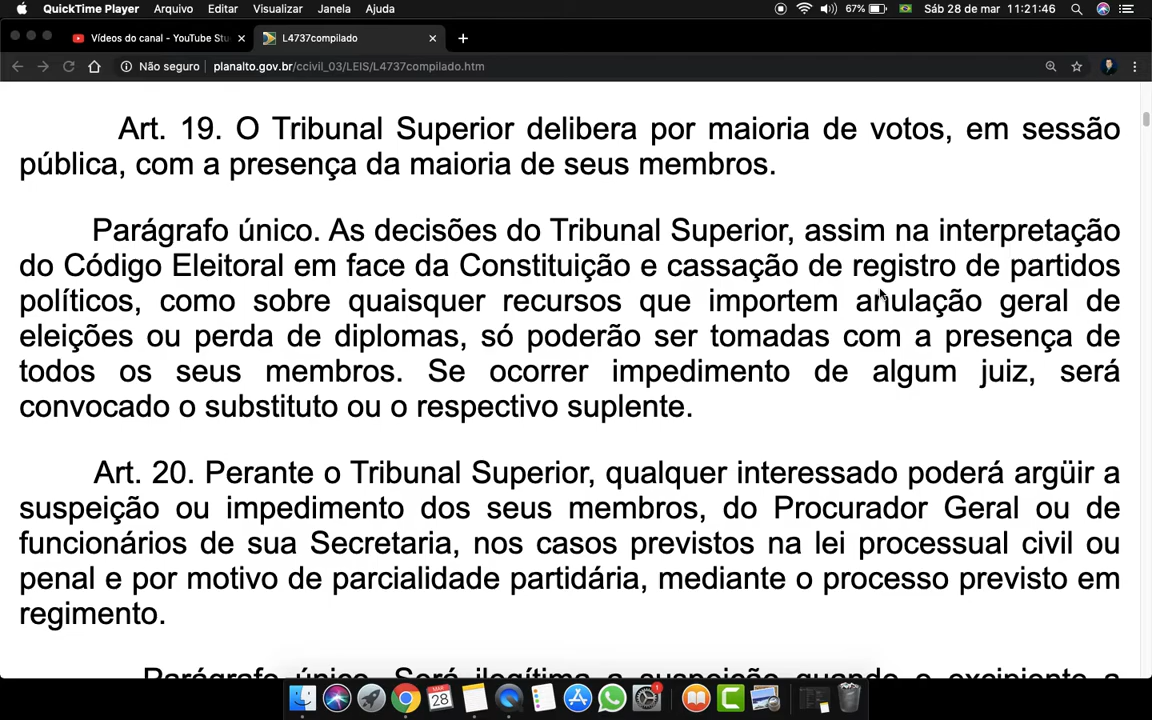 QuickTime Player Arquivo Editar Visualizar Janela Ajuda 67% Sáb 28 de mar 11:21:46
Vídeos do canal - YouTube Stu L4737compilado
Não seguro planalto.gov.br/ccivil_03/LEIS/L4737compilado.htm
Art. 19. O Tribunal Superior delibera por maioria de votos, em sessão
pública, com a presença da maioria de seus membros.
Parágrafo único. As decisões do Tribunal Superior, assim na interpretação
do Código Eleitoral em face da Constituição e cassação de registro de partidos
políticos, como sobre quaisquer recursos que importem anulação geral de
eleições ou perda de diplomas, só poderão ser tomadas com a presença de
todos os seus membros. Se ocorrer impedimento de algum juiz, será
convocado o substituto ou o respectivo suplente.
Art. 20. Perante o Tribunal Superior, qualquer interessado poderá argüir a
suspeição ou impedimento dos seus membros, do Procurador Geral ou de
funcionários de sua Secretaria, nos casos previstos na lei processual civil ou
penal e por motivo de parcialidade partidária, mediante o processo previsto em
regimento.
Parágrafo único. Será ilegítima a suspeição quando o excipiente a
28